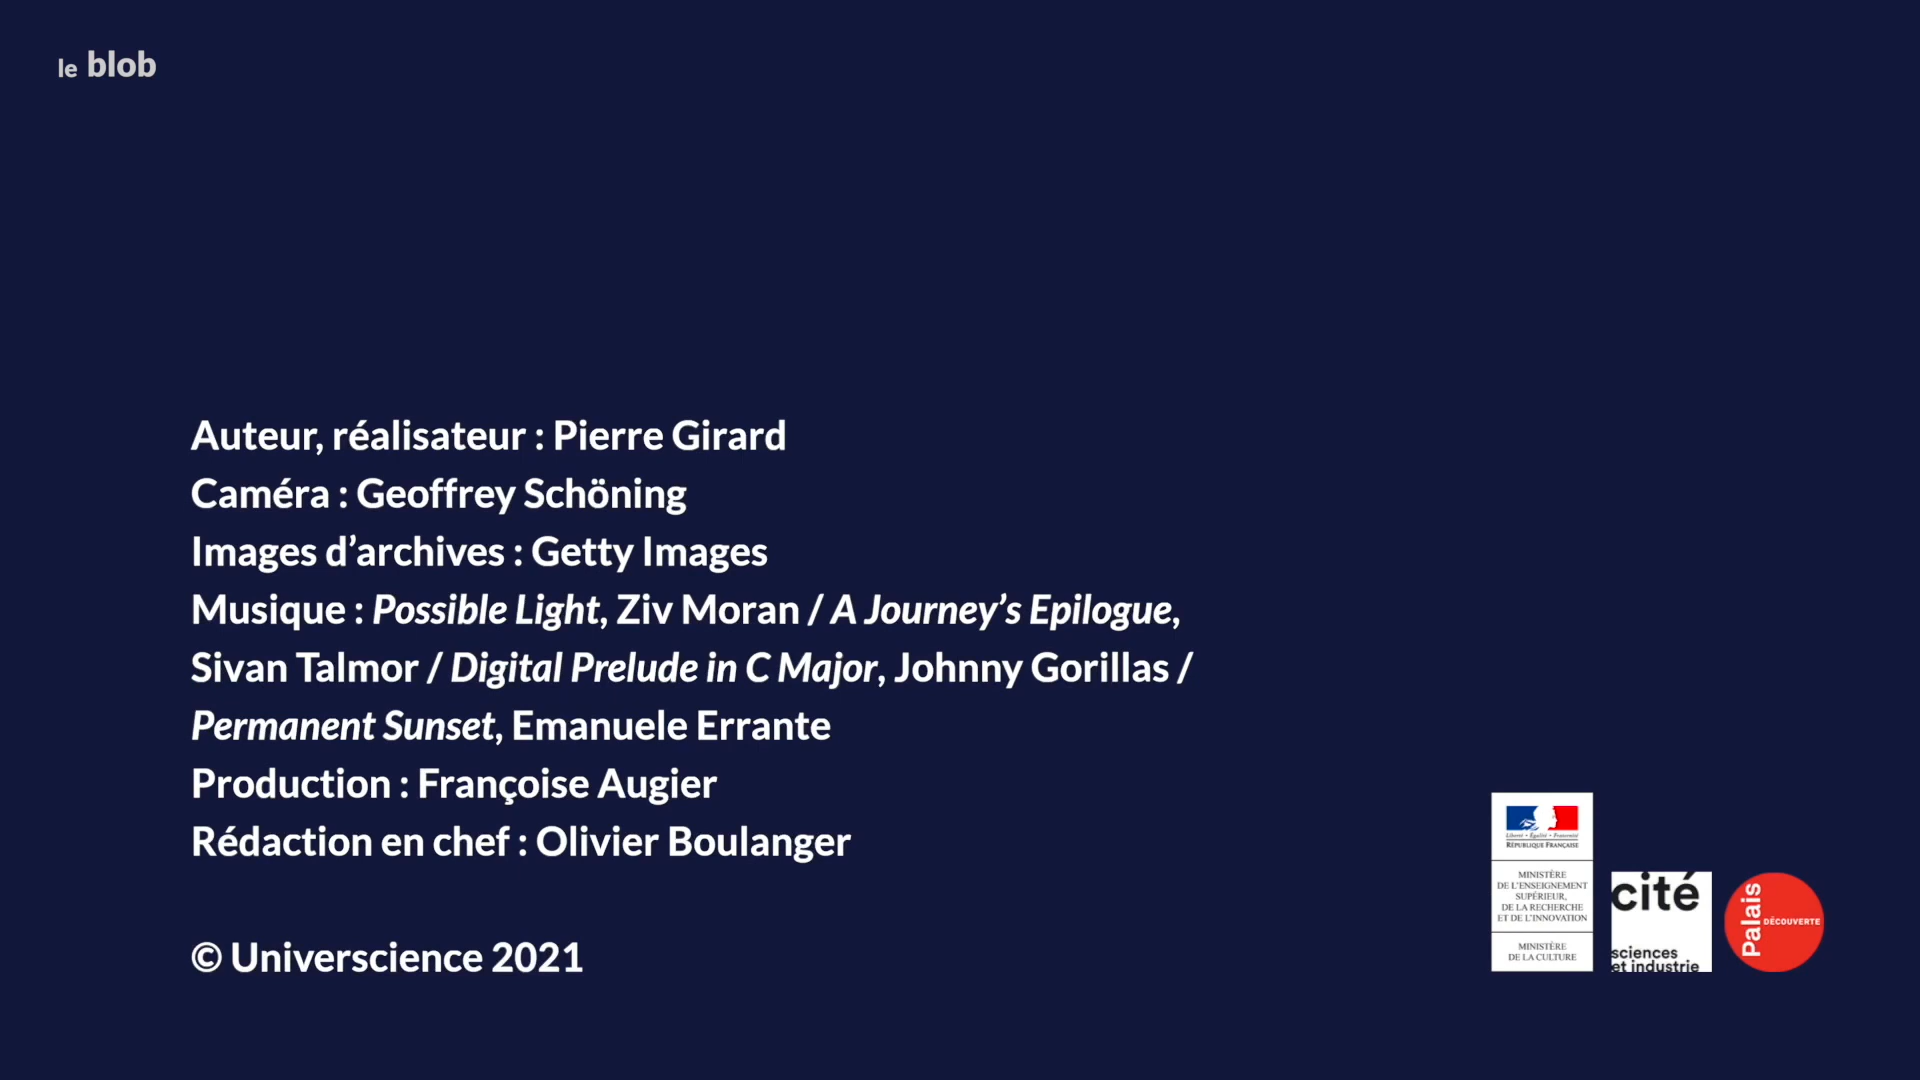 le blob
Auteur, réalisateur : Pierre Girard
Caméra : Geoffrey Schöning
Images d’archives : Getty Images
Musique : Possible Light, Ziv Moran / A Journey’s Epilogue,
Sivan Talmor / Digital Prelude in C Major, Johnny Gorillas /
Permanent Sunset, Emanuele Errante
Production : Françoise Augier
Rédaction en chef : Olivier Boulanger
© Universcience 2021
Liberté • Égalité • Fraternité
RÉPUBLIQUE FRANÇAISE
MINISTÈRE
DE L’ENSEIGNEMENT
SUPÉRIEUR,
DE LA RECHERCHE
ET DE L’INNOVATION
MINISTÈRE
DE LA CULTURE
cité
sciences
et industrie
Palais
DÉCOUVERTE